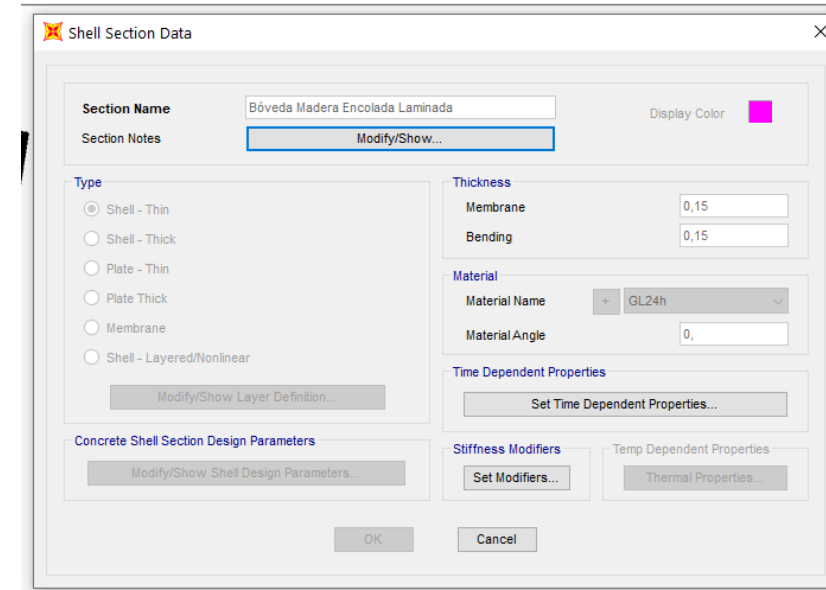 Shell Section Data
Section Name
Bóveda Madera Encolada Laminada
Display Color
Section Notes
Modify/Show...
Type
Shell - Thin
Shell - Thick
Plate - Thin
Plate Thick
Membrane
Shell - Layered/Nonlinear
Modify/Show Layer Definition...
Thickness
Membrane
0,15
Bending
0,15
Material
Material Name
+
GL24h
Material Angle
0,
Time Dependent Properties
Set Time Dependent Properties...
Concrete Shell Section Design Parameters
Modify/Show Shell Design Parameters...
Stiffness Modifiers
Set Modifiers...
Temp Dependent Properties
Thermal Properties...
OK
Cancel